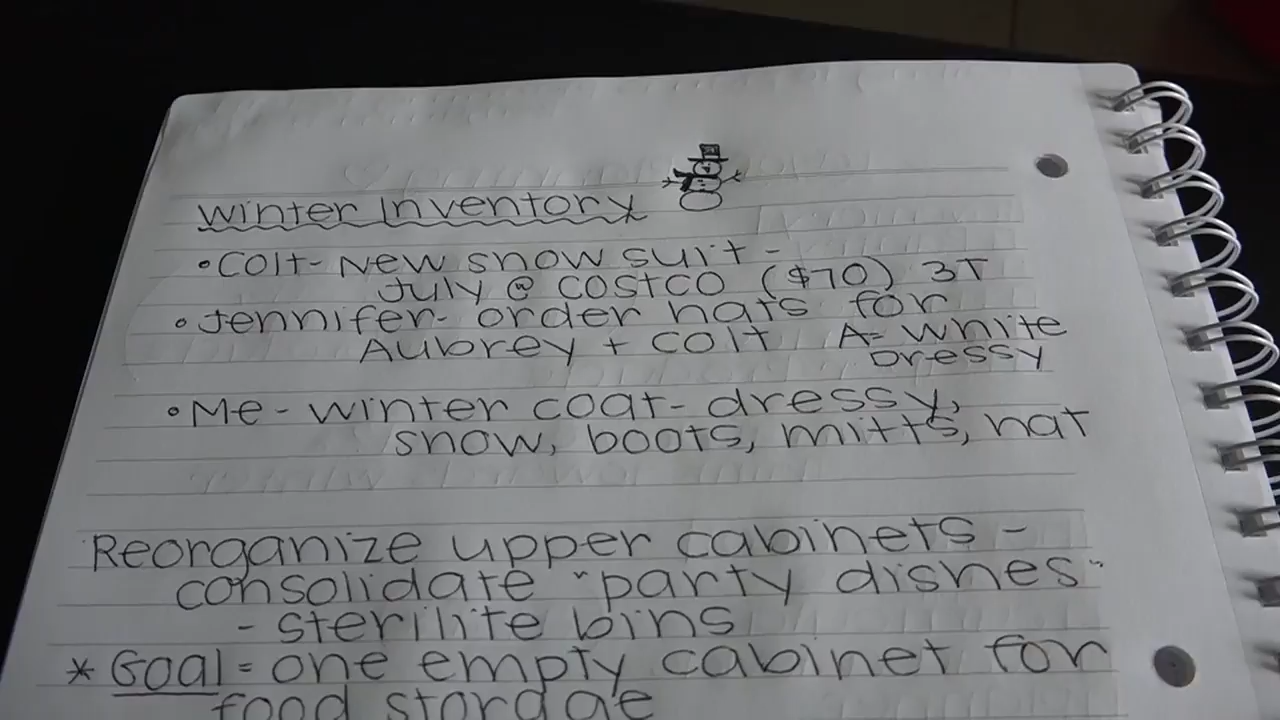 Winter Inventory
• Colt - New snow suit -
July @ Costco ($70) 3T
• Jennifer - order hats for
Aubrey + Colt A = white
Dressy
• Me - winter coat - dressy,
snow, boots, mitts, hat
Reorganize upper cabinets -
consolidate "party dishes"
- sterilite bins
* Goal = one empty cabinet for
food storage